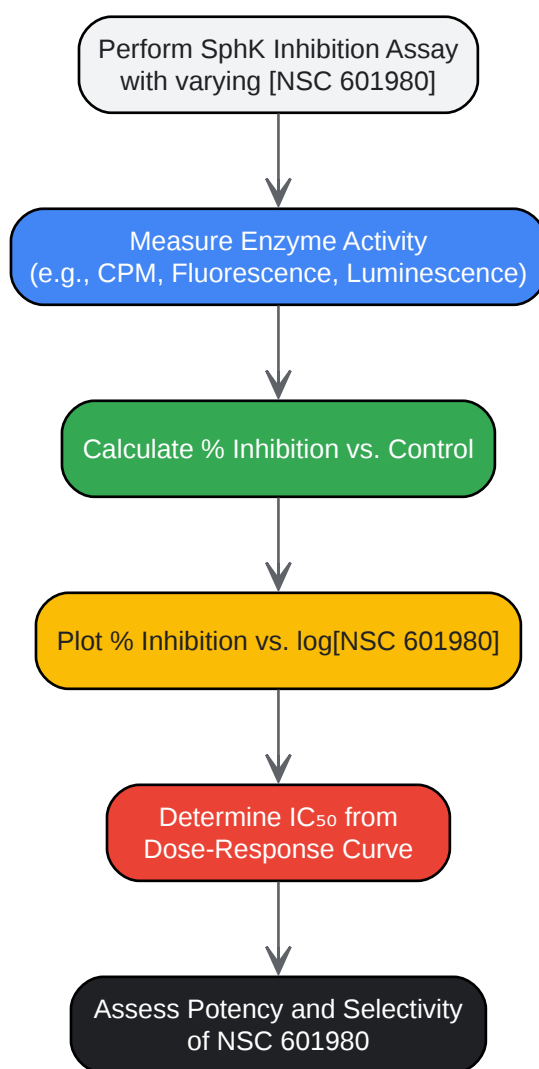 Perform SphK Inhibition Assay
with varying [NSC 601980]
Measure Enzyme Activity
(e.g., CPM, Fluorescence, Luminescence)
Calculate % Inhibition vs. Control
Plot % Inhibition vs. log[NSC 601980]
Determine IC₅₀ from
Dose-Response Curve
Assess Potency and Selectivity
of NSC 601980